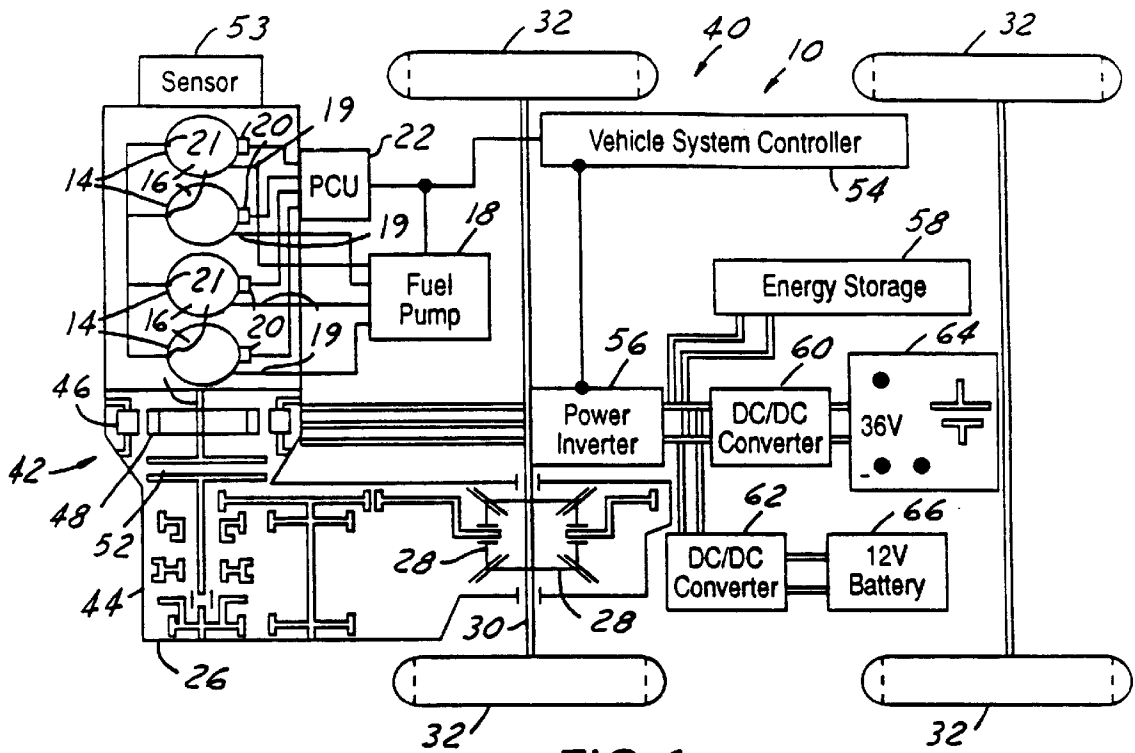 53
32
40
10
32
Sensor
20
19
22
Vehicle System Controller
21
14
16
PCU
54
18
19
58
21
Fuel
Pump
Energy Storage
14
16
20
19
56
60
64
46
Power
Inverter
DC/DC
Converter
36V
-
42
48
62
66
52
28
DC/DC
Converter
12V
Battery
44
30
28
26
32
32